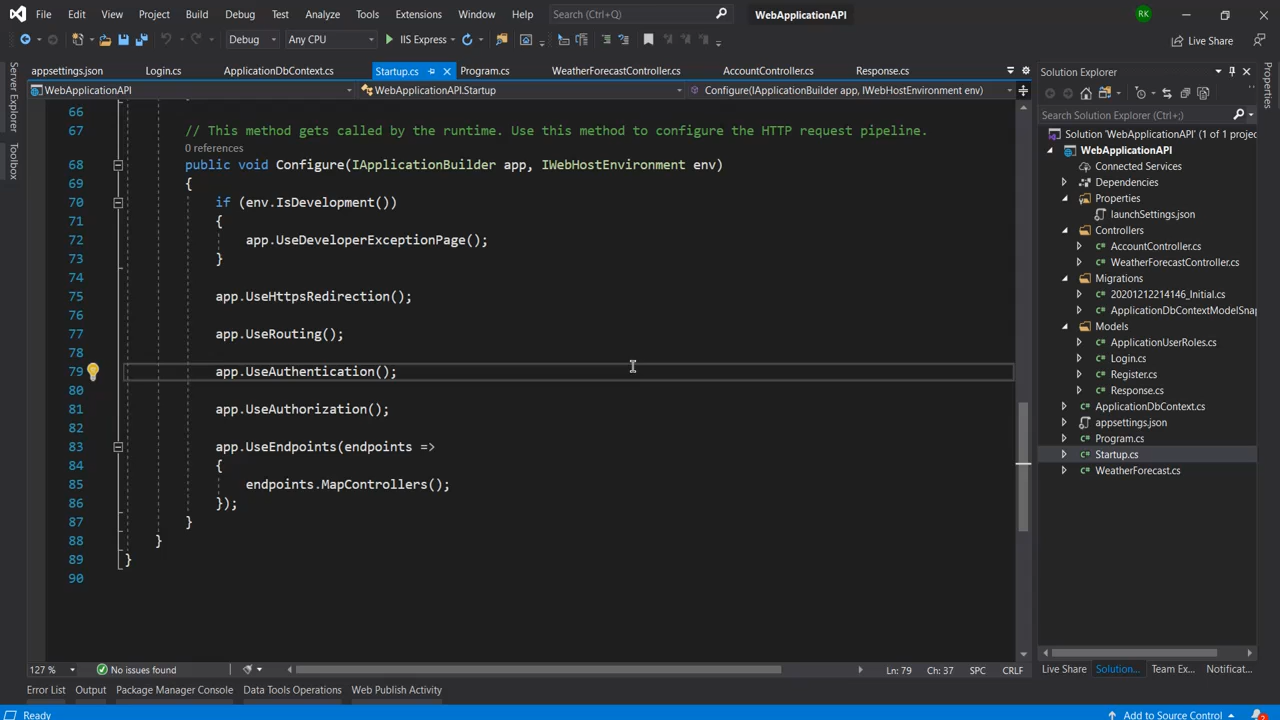 File Edit View Project Build Debug Test Analyze Tools Extensions Window Help Search (Ctrl+Q) WebApplicationAPI RK
Debug Any CPU IIS Express Live Share
appsettings.json Login.cs ApplicationDbContext.cs Startup.cs Program.cs WeatherForecastController.cs AccountController.cs Response.cs
WebApplicationAPI WebApplicationAPI.Startup Configure(IApplicationBuilder app, IWebHostEnvironment env)
Server Explorer
Toolbox
66
67 // This method gets called by the runtime. Use this method to configure the HTTP request pipeline.
0 references
68 public void Configure(IApplicationBuilder app, IWebHostEnvironment env)
69 {
70 if (env.IsDevelopment())
71 {
72 app.UseDeveloperExceptionPage();
73 }
74
75 app.UseHttpsRedirection();
76
77 app.UseRouting();
78
79 app.UseAuthentication();
80
81 app.UseAuthorization();
82
83 app.UseEndpoints(endpoints =>
84 {
85 endpoints.MapControllers();
86 });
87 }
88 }
89 }
90
127 % No issues found Ln: 79 Ch: 37 SPC CRLF
Solution Explorer
Search Solution Explorer (Ctrl+;)
Solution 'WebApplicationAPI' (1 of 1 projec
WebApplicationAPI
Connected Services
Dependencies
Properties
launchSettings.json
Controllers
AccountController.cs
WeatherForecastController.cs
Migrations
20201212214146_Initial.cs
ApplicationDbContextModelSnap
Models
ApplicationUserRoles.cs
Login.cs
Register.cs
Response.cs
ApplicationDbContext.cs
appsettings.json
Program.cs
Startup.cs
WeatherForecast.cs
Live Share Solution... Team Ex... Notificat...
Properties
Error List Output Package Manager Console Data Tools Operations Web Publish Activity
Ready Add to Source Control 2